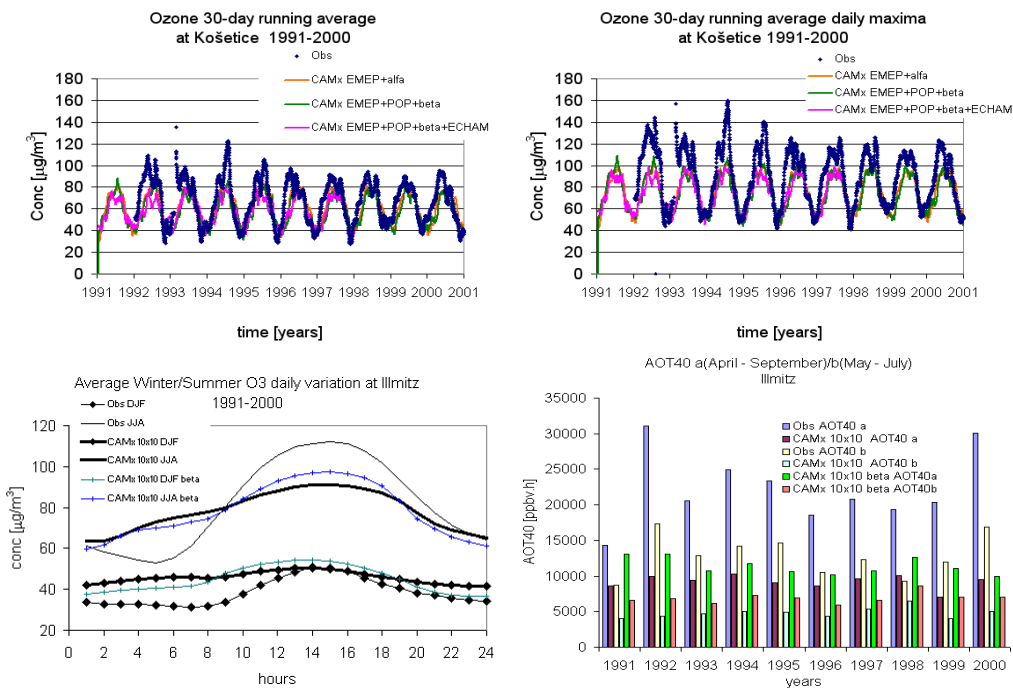 Ozone 30-day running average
at Košetice 1991-2000
Obs
CAMx EMEP+alfa
CAMx EMEP+POP+beta
CAMx EMEP+POP+beta+ECHAM
Conc [µg/m³]
180
160
140
120
100
80
60
40
20
0
1991 1992 1993 1994 1995 1996 1997 1998 1999 2000 2001
time [years]
Ozone 30-day running average daily maxima
at Košetice 1991-2000
Obs
CAMx EMEP+alfa
CAMx EMEP+POP+beta
CAMx EMEP+POP+beta+ECHAM
Conc [µg/m³]
180
160
140
120
100
80
60
40
20
0
1991 1992 1993 1994 1995 1996 1997 1998 1999 2000 2001
time [years]
Average Winter/Summer O3 daily variation at Illmitz
1991-2000
Obs DJF
Obs JJA
CAMx 10x10 DJF
CAMx 10x10 JJA
CAMx 10x10 DJF beta
CAMx 10x10 JJA beta
conc [µg/m³]
120
100
80
60
40
20
0 2 4 6 8 10 12 14 16 18 20 22 24
hours
AOT40 a(April - September)/b(May - July)
Illmitz
Obs AOT40 a
CAMx 10x10 AOT40 a
Obs AOT40 b
CAMx 10x10 AOT40 b
CAMx 10x10 beta AOT40a
CAMx 10x10 beta AOT40b
AOT40 [ppbv.h]
40000
35000
30000
25000
20000
15000
10000
5000
0
1991 1992 1993 1994 1995 1996 1997 1998 1999 2000
years